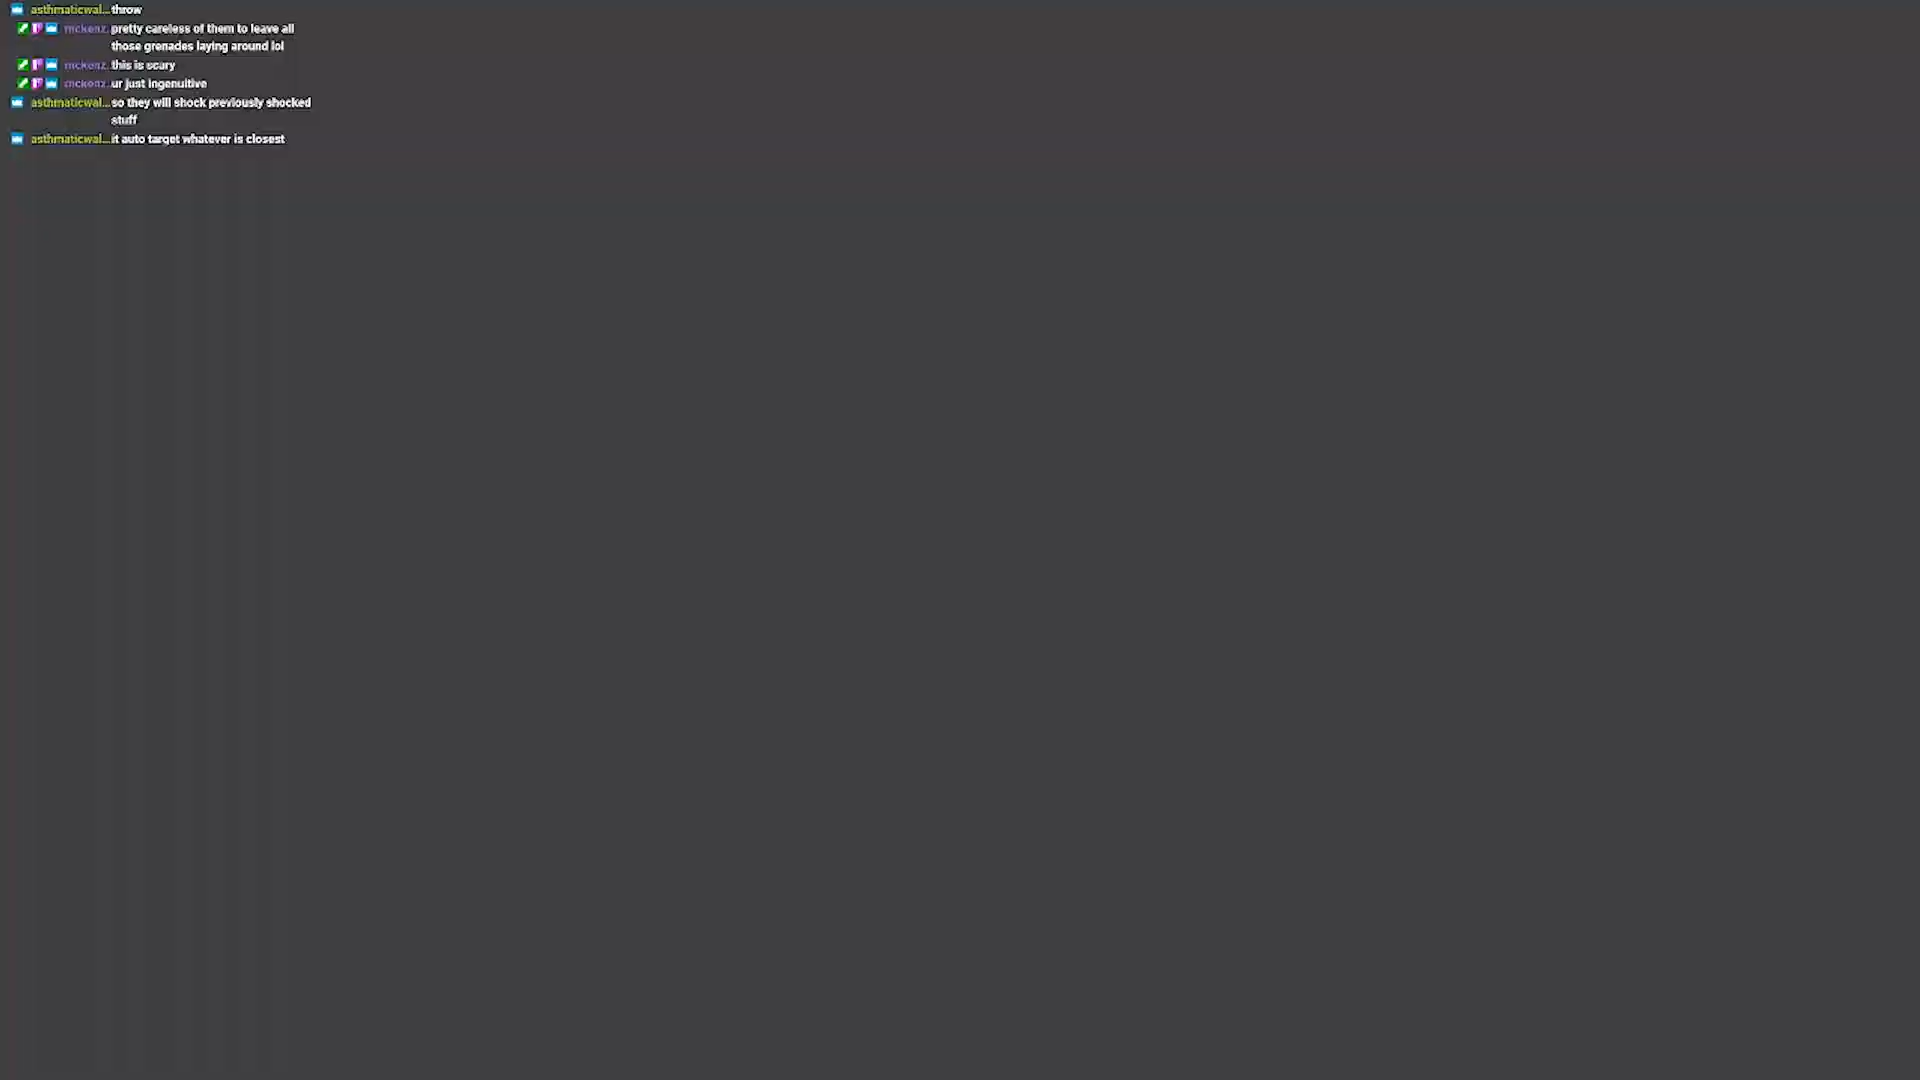 asthmaticwal... throw
mckenz... pretty careless of them to leave all
those grenades laying around lol
mckenz... this is scary
mckenz... ur just ingenuitive
asthmaticwal... so they will shock previously shocked
stuff
asthmaticwal... it auto target whatever is closest